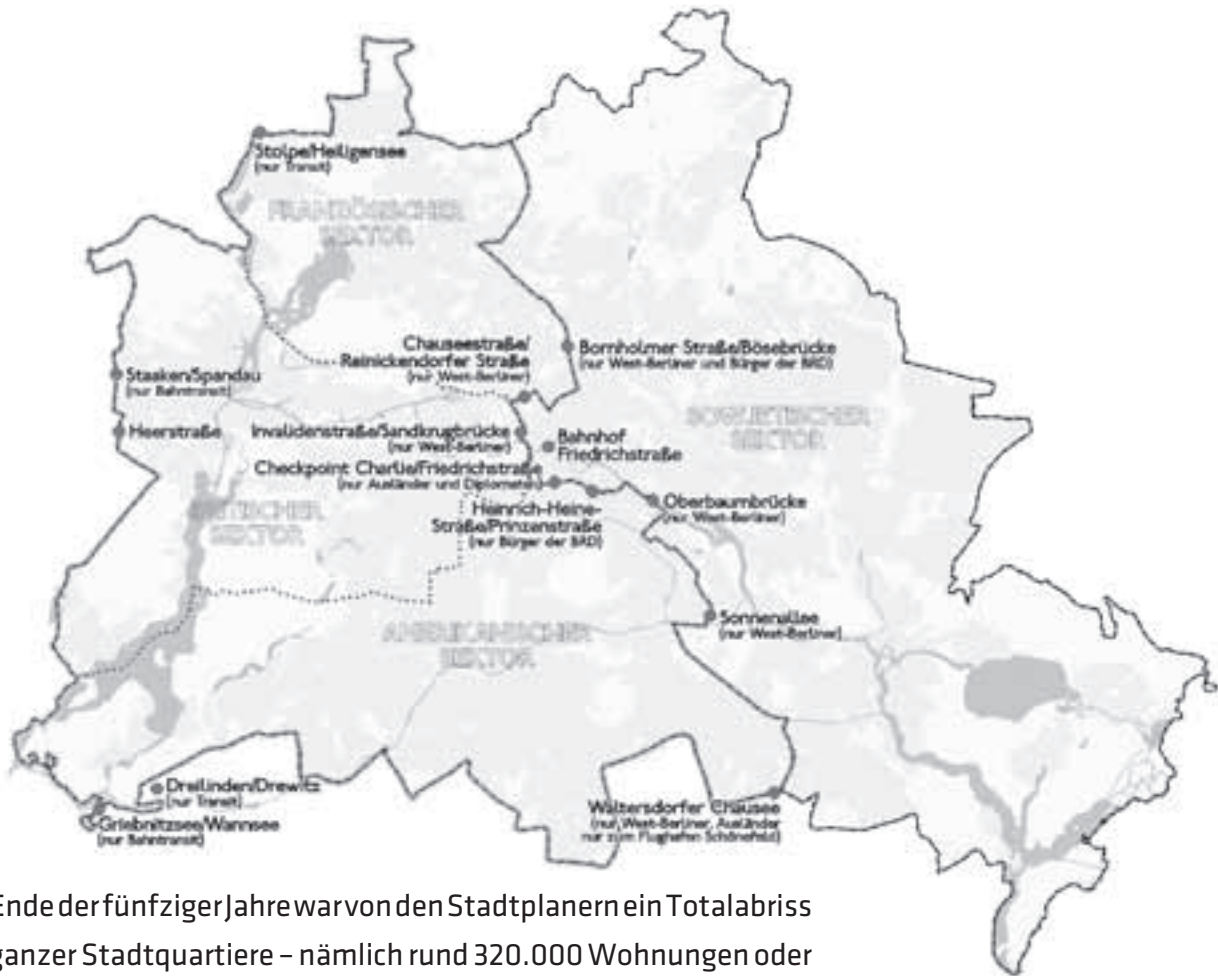 Stolpe/Heiligensee
(nur Transit)
FRANZÖSISCHER
SEKTOR
Chauseestraße/
Reinickendorfer Straße
(nur West-Berliner)
Bornholmer Straße/Bösebrücke
(nur West-Berliner und Bürger der BRD)
Staaken/Spandau
(nur Bahntransit)
Heerstraße
SOWJETISCHER
SEKTOR
Invalidenstraße/Sandkrugbrücke
(nur West-Berliner)
Bahnhof
Friedrichstraße
Checkpoint Charlie/Friedrichstraße
(nur Ausländer und Diplomaten)
BRITISCHER
SEKTOR
Heinrich-Heine-
Straße/Prinzenstraße
(nur Bürger der BRD)
Oberbaumbrücke
(nur West-Berliner)
Sonnenallee
(nur West-Berliner)
AMERIKANISCHER
SEKTOR
Dreilinden/Drewitz
(nur Transit)
Griebnitzsee/Wannsee
(nur Bahntransit)
Waltersdorfer Chausee
(nur West-Berliner, Ausländer
nur zum Flughafen Schönefeld)
Ende der fünfziger Jahre war von den Stadtplanern ein Totalabriss
ganzer Stadtquartiere – nämlich rund 320.000 Wohnungen oder